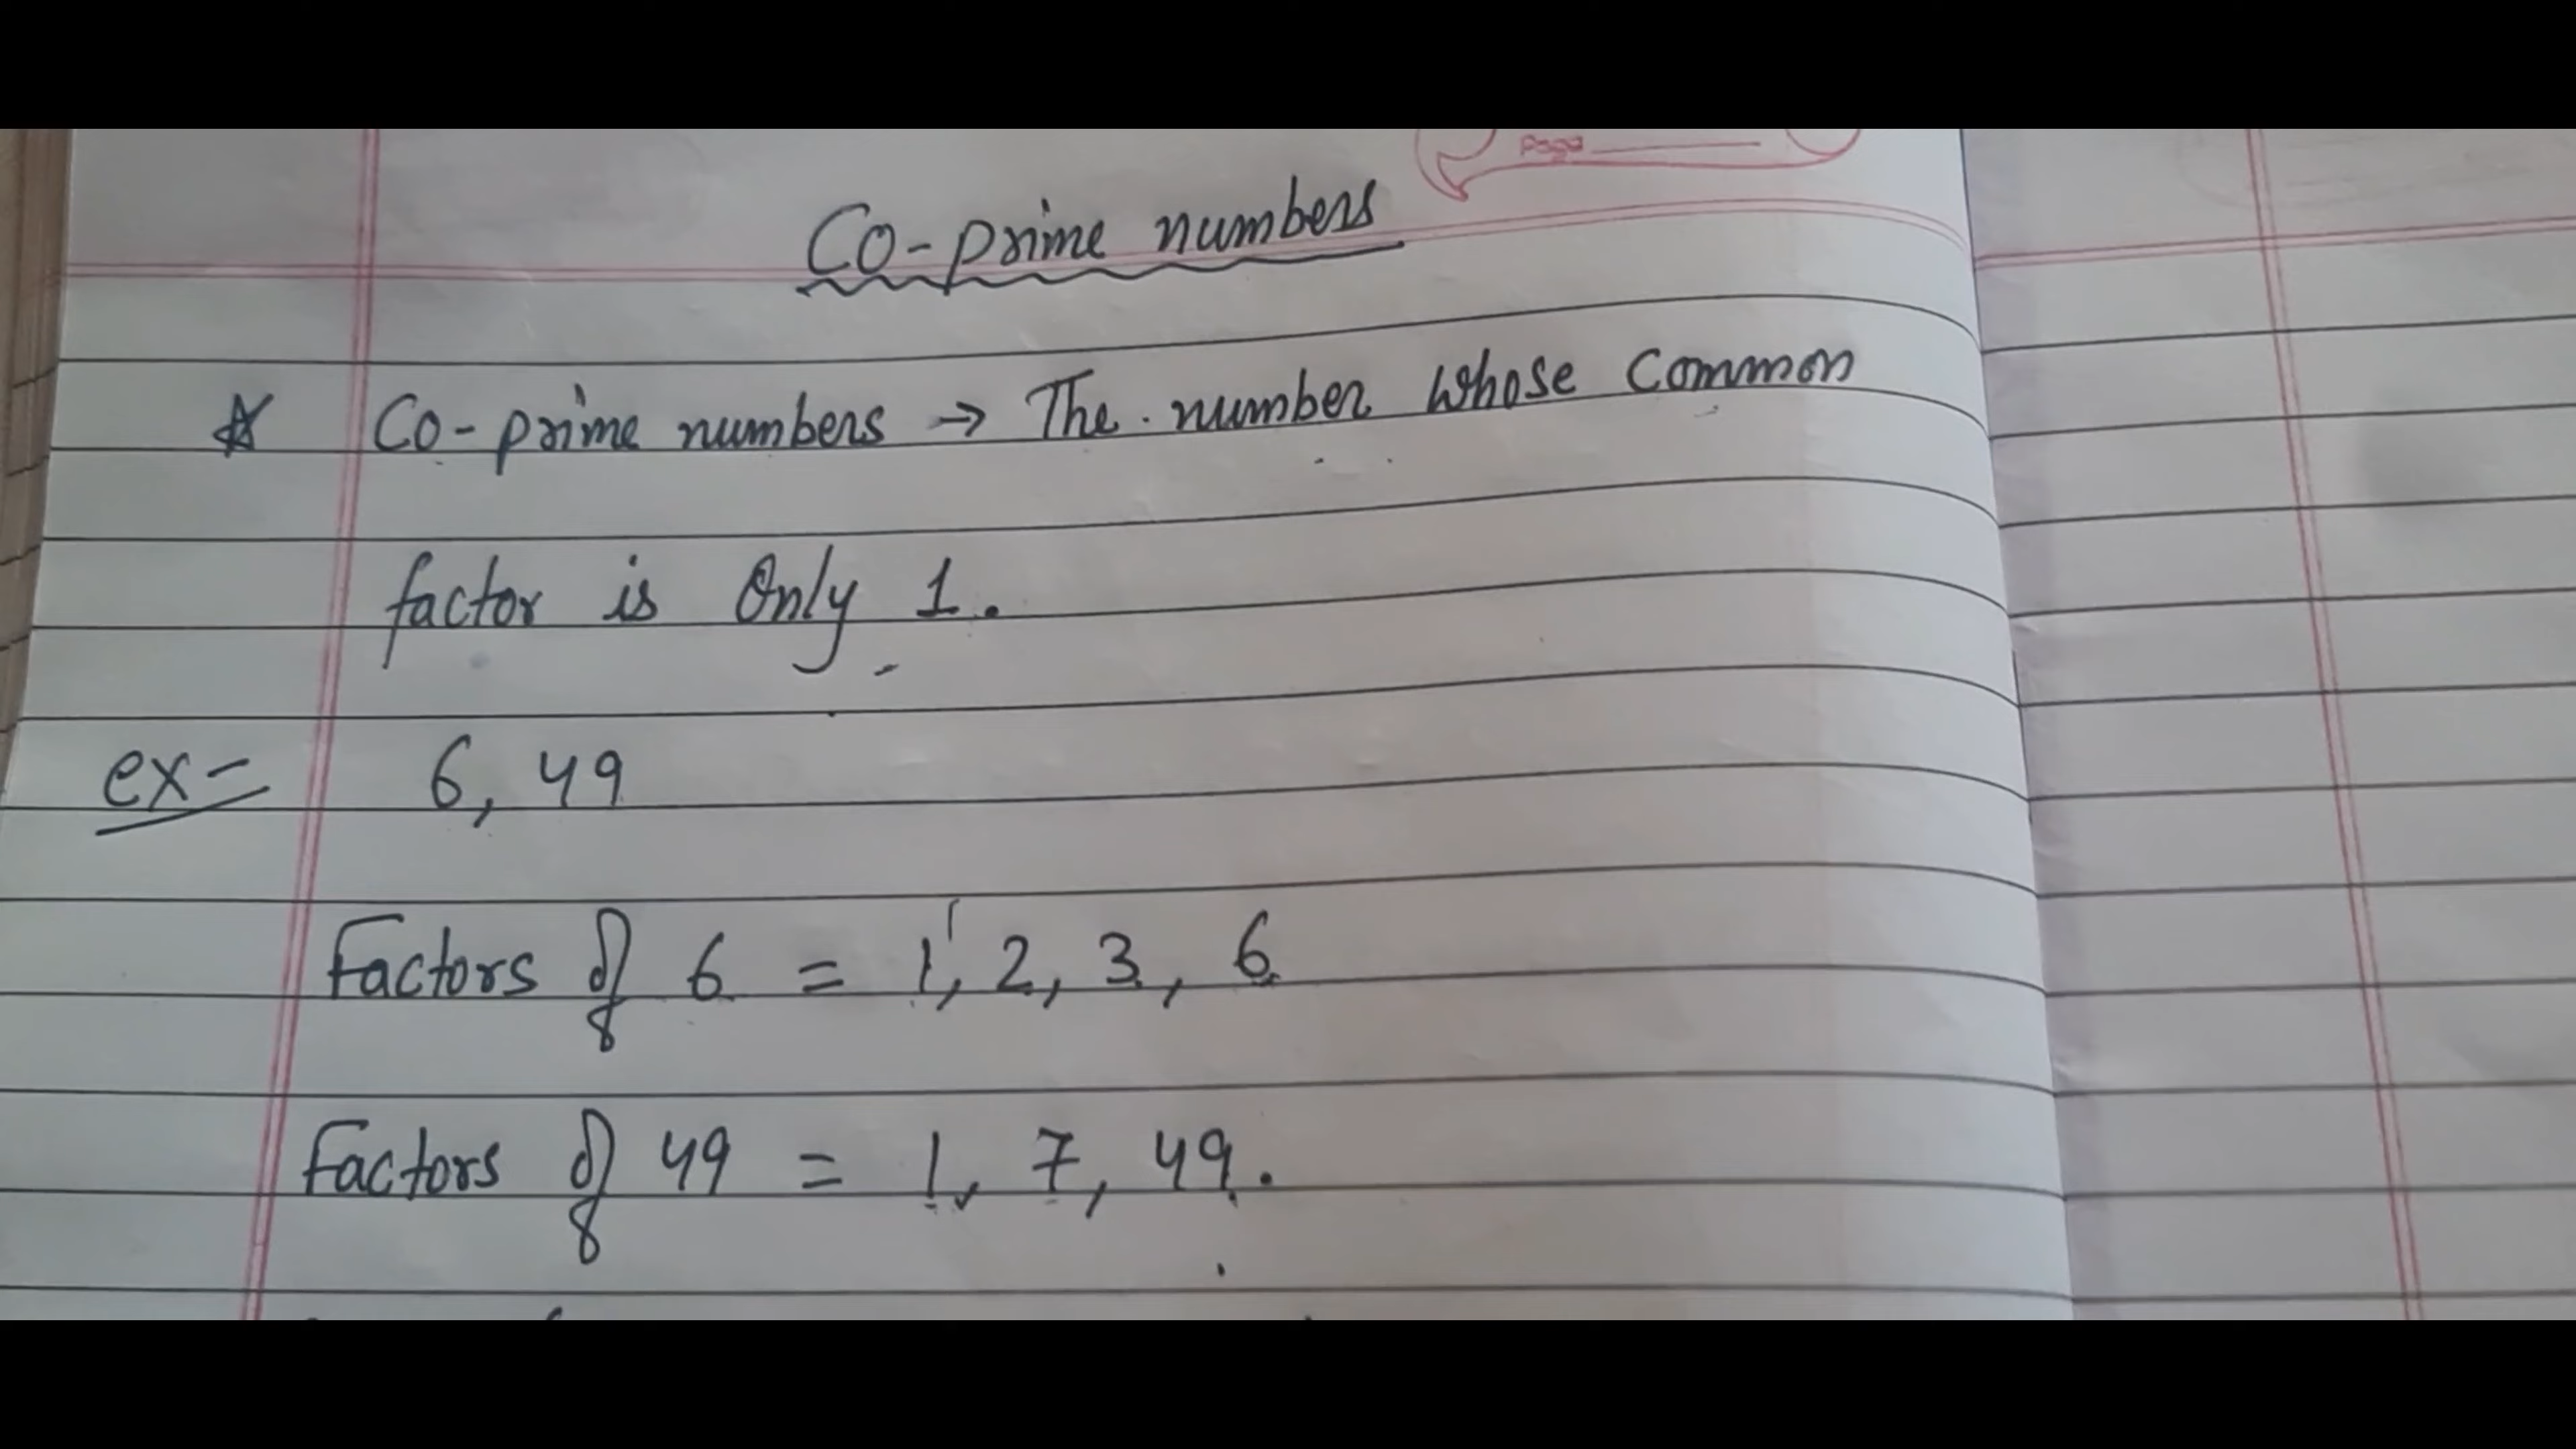 Page
Co-prime numbers
☆ Co-prime numbers → The number whose common
factor is Only 1.
ex= 6, 49
Factors of 6 = 1, 2, 3, 6
Factors of 49 = 1, 7, 49.